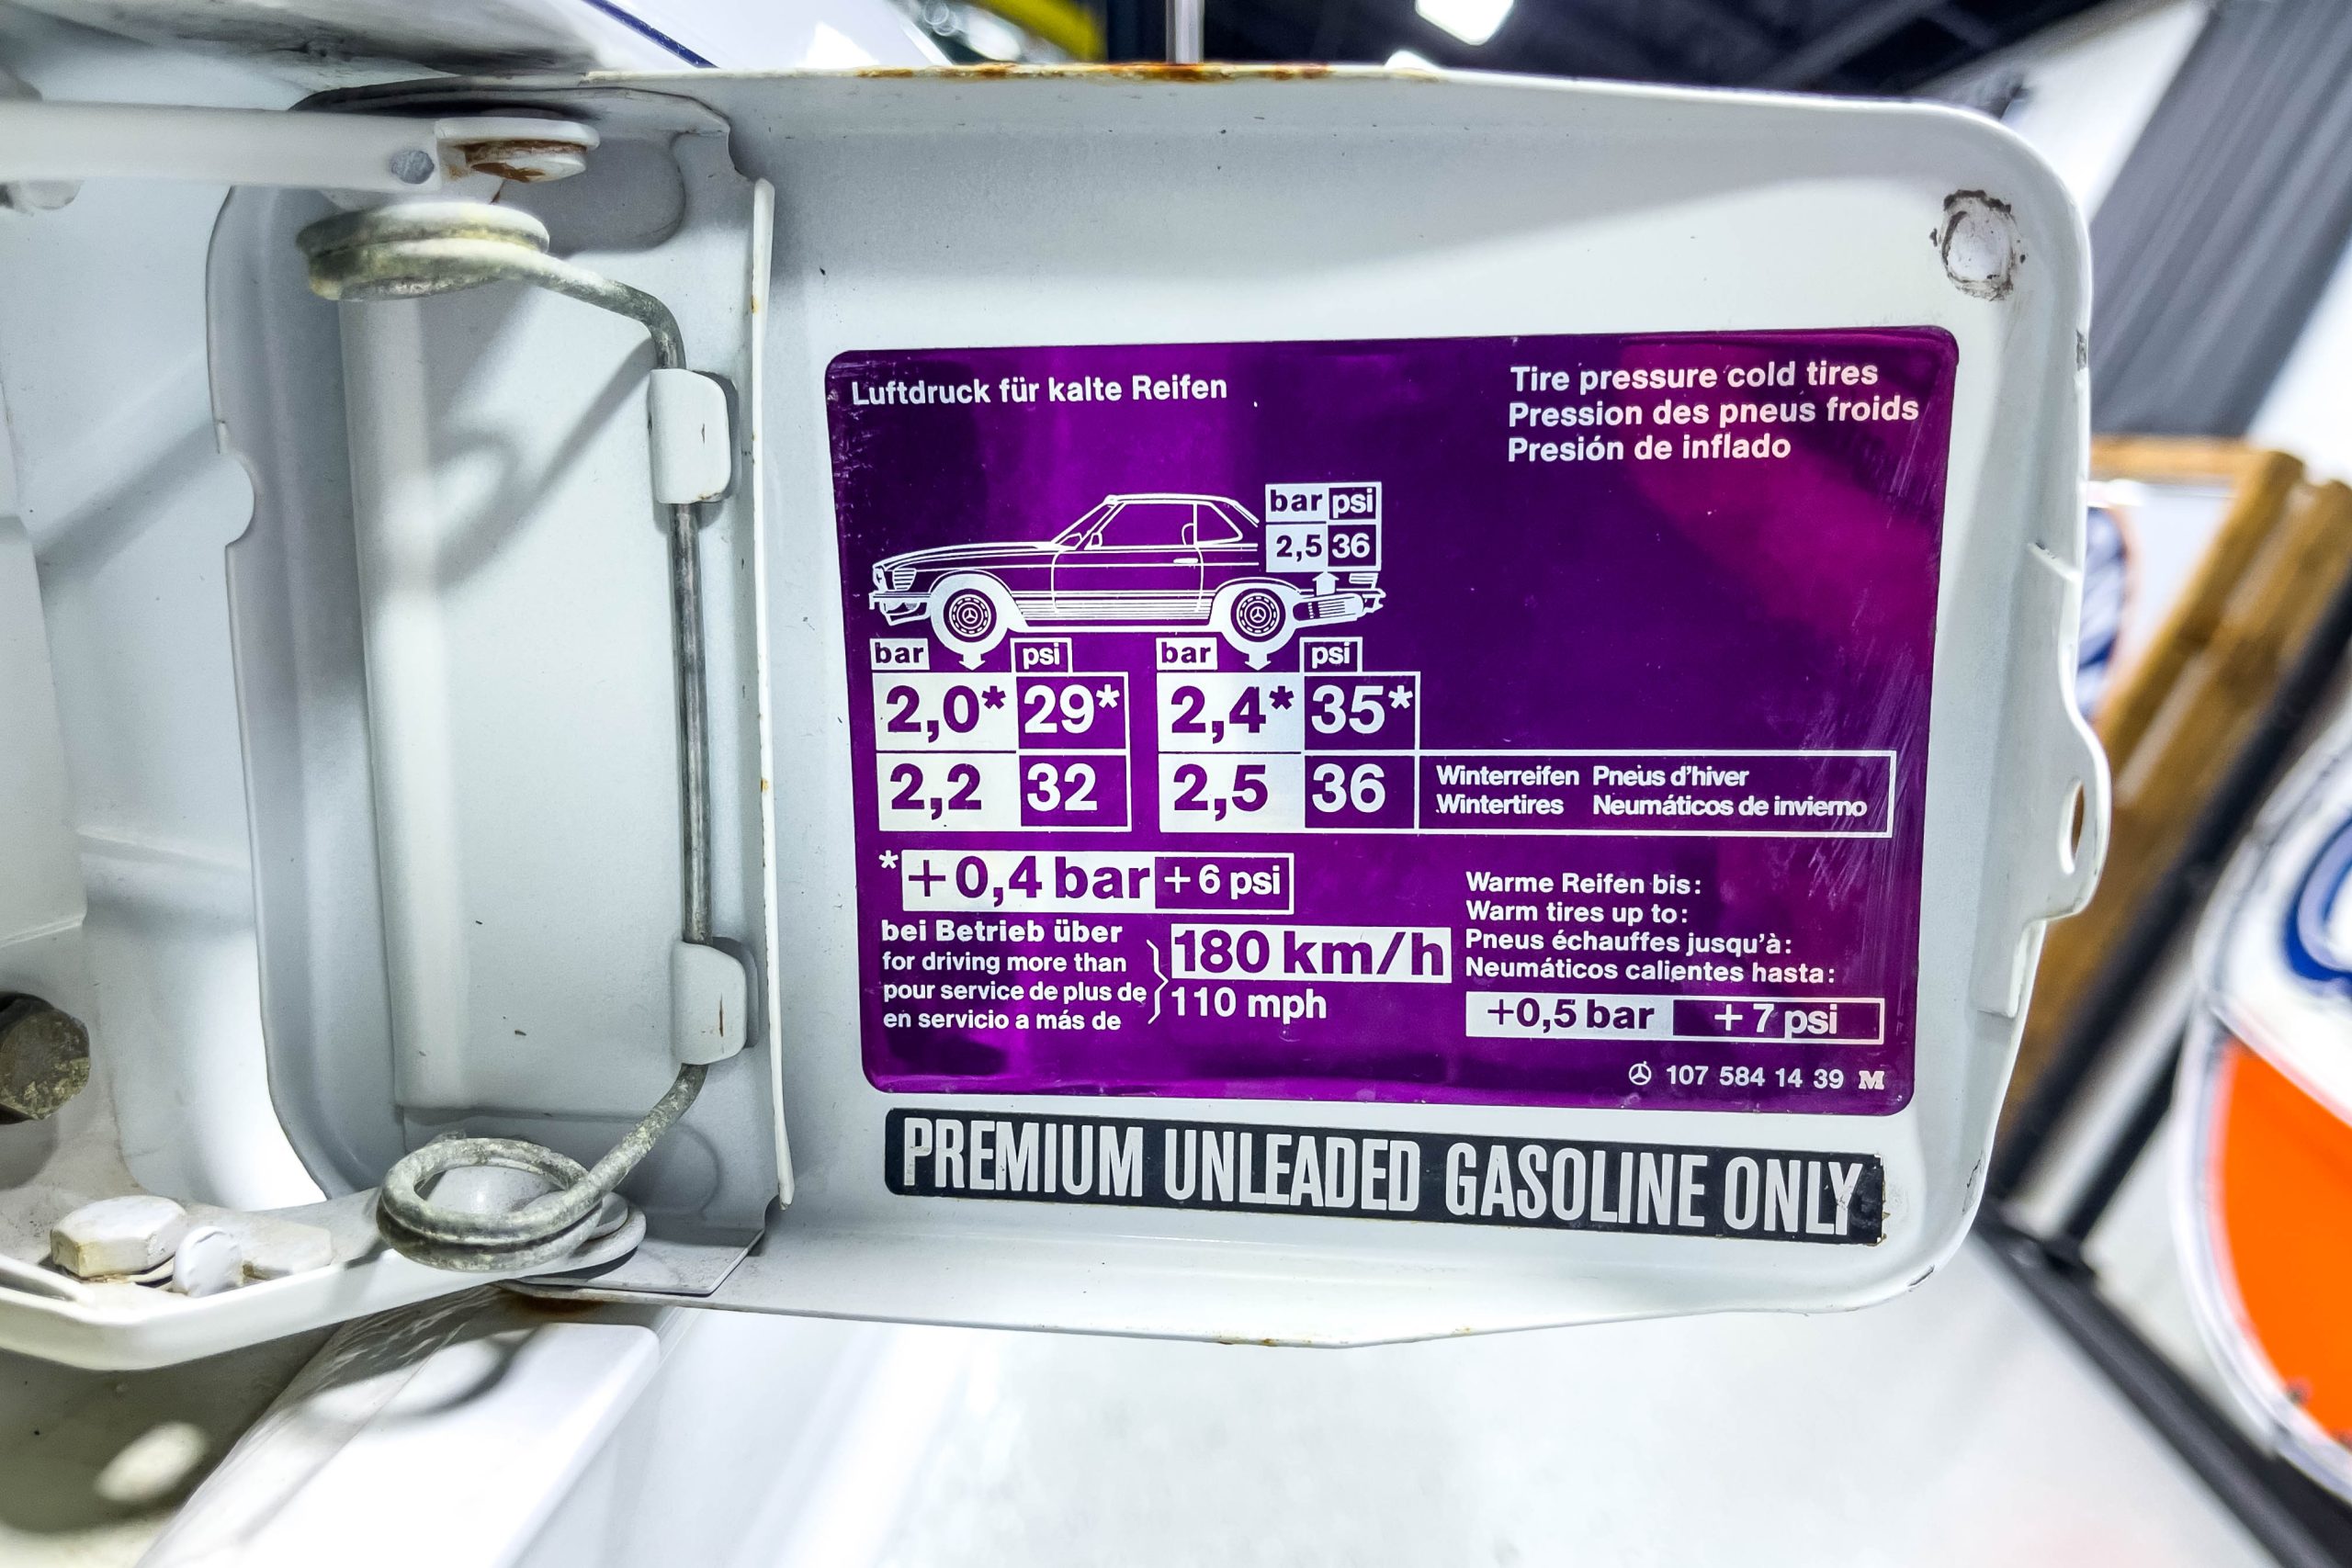 Luftdruck für kalte Reifen
Tire pressure cold tires
Pression des pneus froids
Presión de inflado
bar psi
2,5 36
bar psi bar psi
2,0* 29* 2,4* 35*
2,2 32 2,5 36
Winterreifen Pneus d'hiver
Wintertires Neumáticos de invierno
* +0,4 bar +6 psi
bei Betrieb über
for driving more than
pour service de plus de
en servicio a más de
180 km/h
110 mph
Warme Reifen bis:
Warm tires up to:
Pneus échauffes jusqu'à:
Neumáticos calientes hasta:
+0,5 bar +7 psi
107 584 14 39 M
PREMIUM UNLEADED GASOLINE ONLY